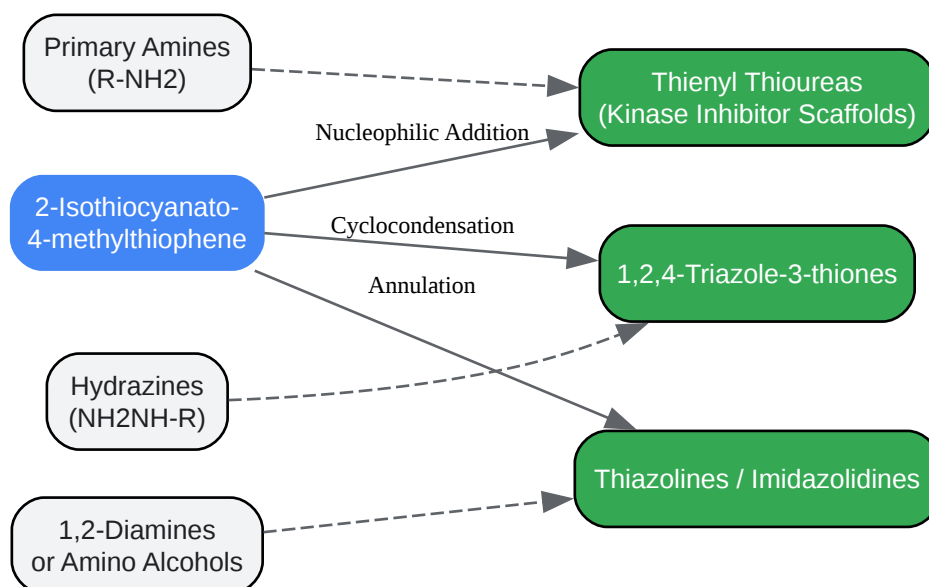 Primary Amines
(R-NH2)
Thienyl Thioureas
(Kinase Inhibitor Scaffolds)
Nucleophilic Addition
2-Isothiocyanato-
4-methylthiophene
Cyclocondensation
1,2,4-Triazole-3-thiones
Annulation
Hydrazines
(NH2NH-R)
Thiazolines / Imidazolidines
1,2-Diamines
or Amino Alcohols